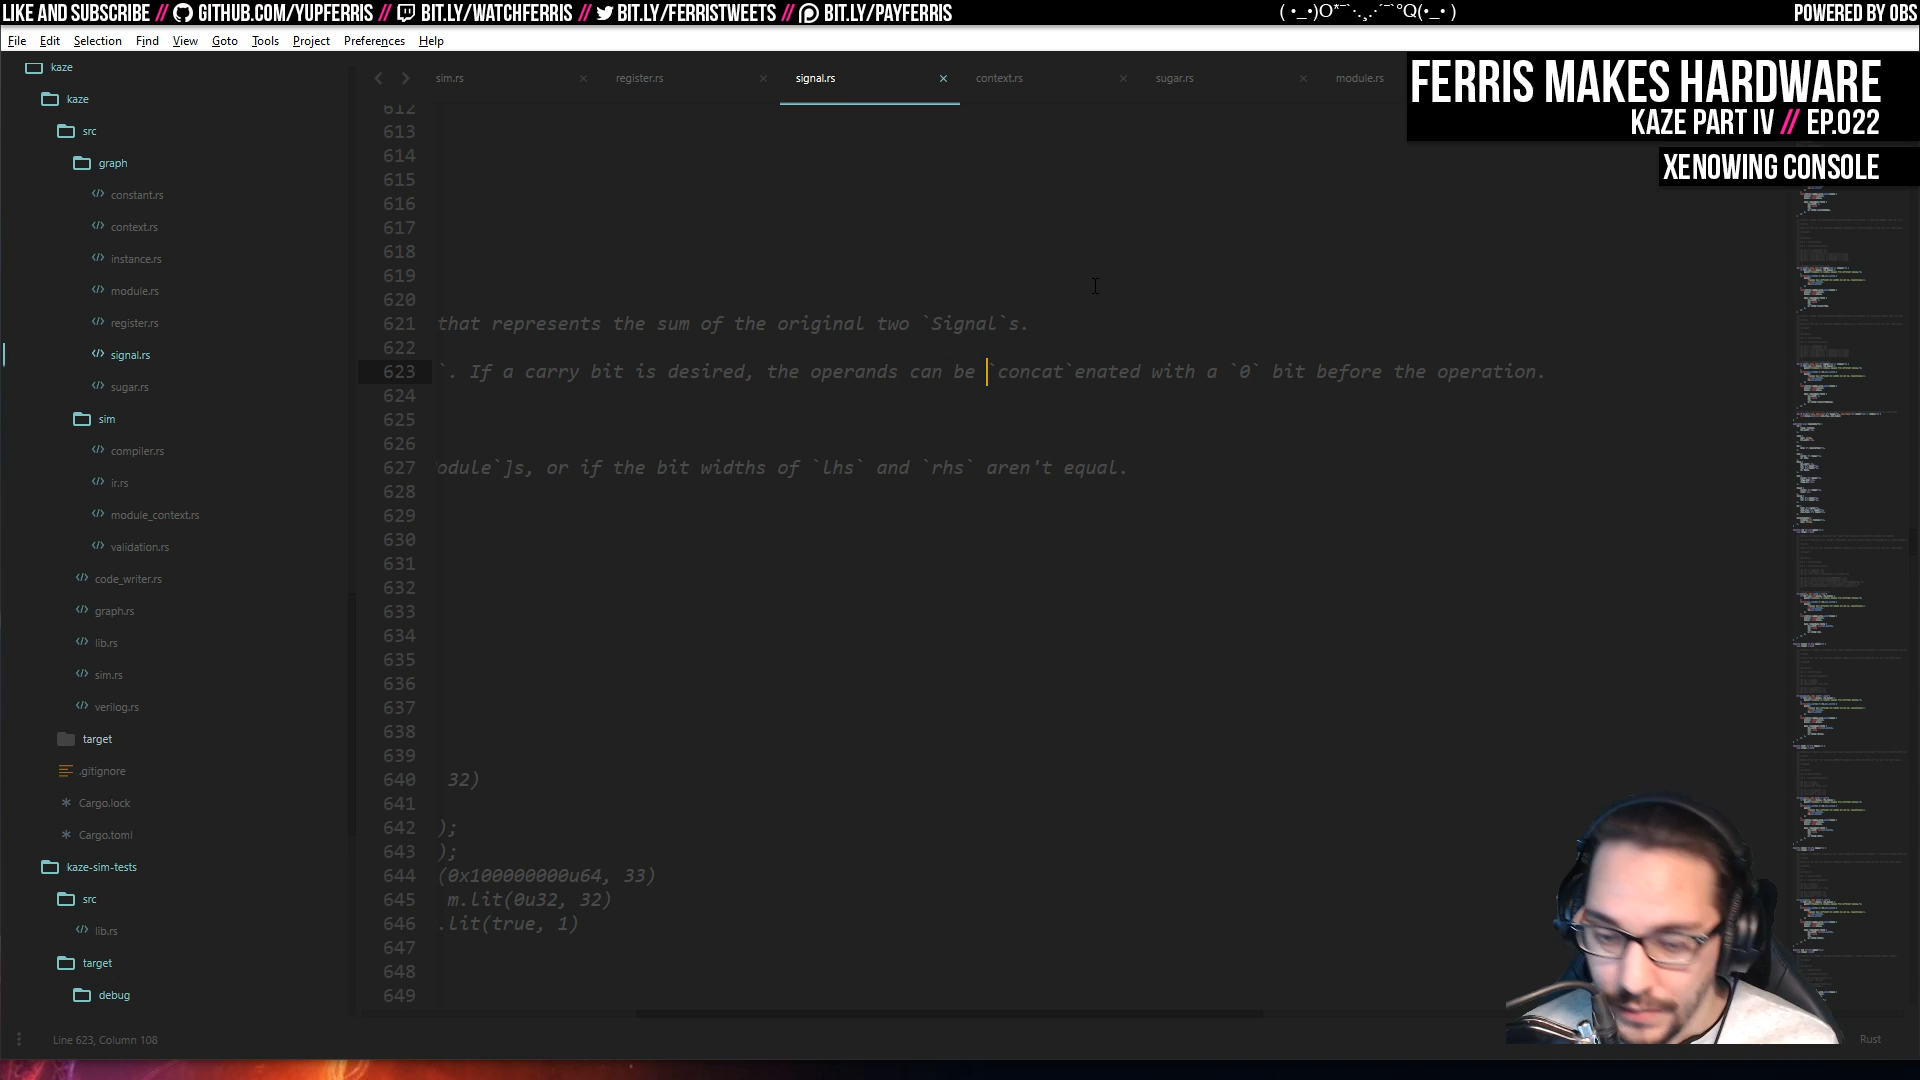 LIKE AND SUBSCRIBE // GITHUB.COM/YUPFERRIS // BIT.LY/WATCHFERRIS // BIT.LY/FERRISTWEETS // BIT.LY/PAYFERRIS
POWERED BY OBS
File Edit Selection Find View Goto Tools Project Preferences Help
FERRIS MAKES HARDWARE
KAZE PART IV // EP.022
XENOWING CONSOLE
sim.rs register.rs signal.rs context.rs sugar.rs module.rs
kaze
kaze
src
graph
constant.rs
context.rs
instance.rs
module.rs
register.rs
signal.rs
sugar.rs
sim
compiler.rs
ir.rs
module_context.rs
validation.rs
code_writer.rs
graph.rs
lib.rs
sim.rs
verilog.rs
target
.gitignore
Cargo.lock
Cargo.toml
kaze-sim-tests
src
lib.rs
target
debug
612
613
614
615
616
617
618
619
620
621 that represents the sum of the original two `Signal`s.
622
623 `. If a carry bit is desired, the operands can be `concat`enated with a `0` bit before the operation.
624
625
626
627 odule`]s, or if the bit widths of `lhs` and `rhs` aren't equal.
628
629
630
631
632
633
634
635
636
637
638
639
640 32)
641
642 );
643 );
644 (0x100000000u64, 33)
645 m.lit(0u32, 32)
646 .lit(true, 1)
647
648
649
Line 623, Column 108
Rust